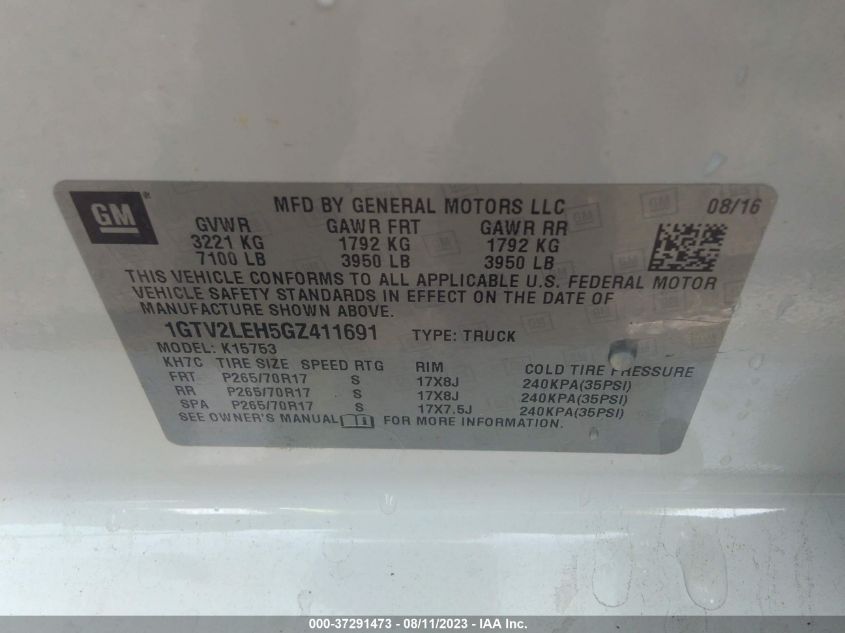 GM ®
MFD BY GENERAL MOTORS LLC 08/16
GVWR GAWR FRT GAWR RR
3221 KG 1792 KG 1792 KG
7100 LB 3950 LB 3950 LB
THIS VEHICLE CONFORMS TO ALL APPLICABLE U.S. FEDERAL MOTOR
VEHICLE SAFETY STANDARDS IN EFFECT ON THE DATE OF
MANUFACTURE SHOWN ABOVE.
1GTV2LEH5GZ411691 TYPE: TRUCK
MODEL: K15753
KH7C TIRE SIZE SPEED RTG RIM COLD TIRE PRESSURE
FRT P265/70R17 S 17X8J 240KPA(35PSI)
RR P265/70R17 S 17X8J 240KPA(35PSI)
SPA P265/70R17 S 17X7.5J 240KPA(35PSI)
SEE OWNER'S MANUAL FOR MORE INFORMATION.
000-37291473 - 08/11/2023 - IAA Inc.